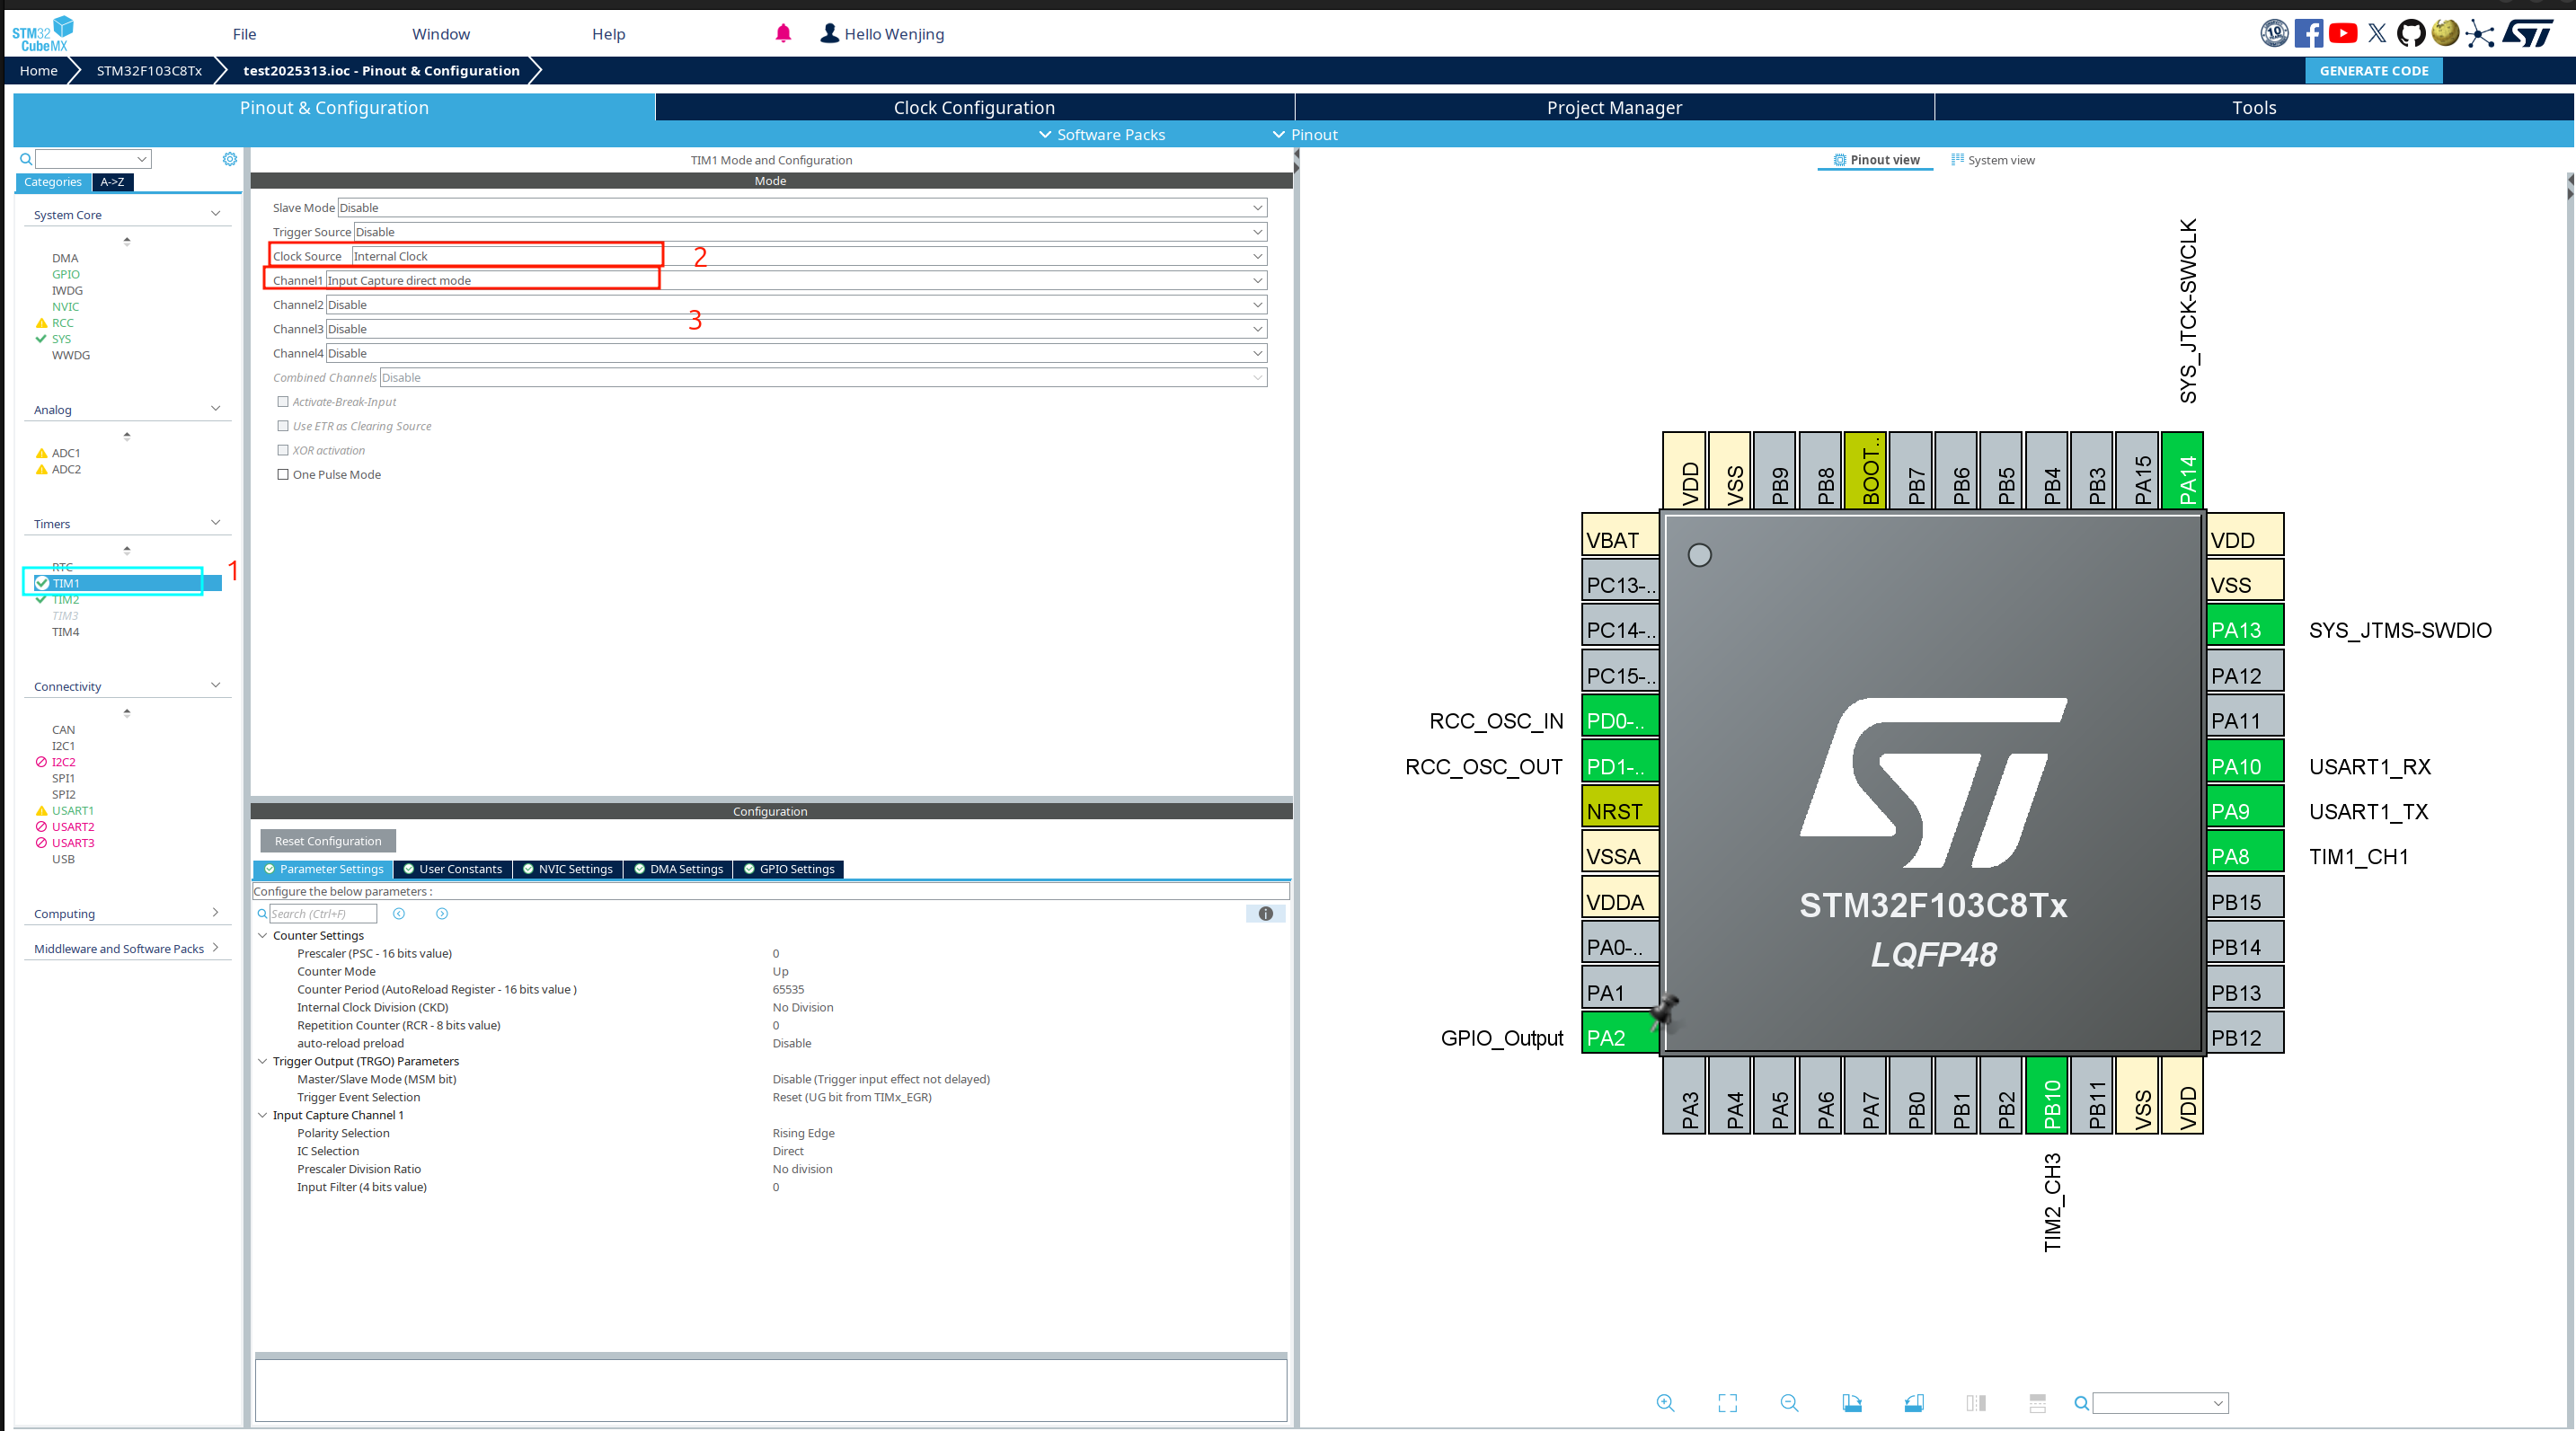 STM32 CubeMX
File
Window
Help
Hello Wenjing
10
Home
STM32F103C8Tx
test2025313.ioc - Pinout & Configuration
GENERATE CODE
Pinout & Configuration
Clock Configuration
Project Manager
Tools
Software Packs
Pinout
Categories
A->Z
System Core
DMA
GPIO
IWDG
NVIC
RCC
SYS
WWDG
Analog
ADC1
ADC2
Timers
RTC
TIM1
1
TIM2
TIM3
TIM4
Connectivity
CAN
I2C1
I2C2
SPI1
SPI2
USART1
USART2
USART3
USB
Computing
Middleware and Software Packs
TIM1 Mode and Configuration
Mode
Slave Mode Disable
Trigger Source Disable
Clock Source Internal Clock
2
Channel1 Input Capture direct mode
Channel2 Disable
3
Channel3 Disable
Channel4 Disable
Combined Channels Disable
Activate-Break-Input
Use ETR as Clearing Source
XOR activation
One Pulse Mode
Configuration
Reset Configuration
Parameter Settings
User Constants
NVIC Settings
DMA Settings
GPIO Settings
Configure the below parameters :
Search (Ctrl+F)
Counter Settings
Prescaler (PSC - 16 bits value) 0
Counter Mode Up
Counter Period (AutoReload Register - 16 bits value ) 65535
Internal Clock Division (CKD) No Division
Repetition Counter (RCR - 8 bits value) 0
auto-reload preload Disable
Trigger Output (TRGO) Parameters
Master/Slave Mode (MSM bit) Disable (Trigger input effect not delayed)
Trigger Event Selection Reset (UG bit from TIMx_EGR)
Input Capture Channel 1
Polarity Selection Rising Edge
IC Selection Direct
Prescaler Division Ratio No division
Input Filter (4 bits value) 0
Pinout view
System view
SYS_JTCK-SWCLK
VDD
VSS
PB9
PB8
BOOT..
PB7
PB6
PB5
PB4
PB3
PA15
PA14
VBAT
PC13-..
PC14-..
PC15-..
RCC_OSC_IN PD0-..
RCC_OSC_OUT PD1-..
NRST
VSSA
VDDA
PA0-..
PA1
GPIO_Output PA2
STM32F103C8Tx
LQFP48
VDD
VSS
PA13 SYS_JTMS-SWDIO
PA12
PA11
PA10 USART1_RX
PA9 USART1_TX
PA8 TIM1_CH1
PB15
PB14
PB13
PB12
PA3
PA4
PA5
PA6
PA7
PB0
PB1
PB2
PB10
PB11
VSS
VDD
TIM2_CH3